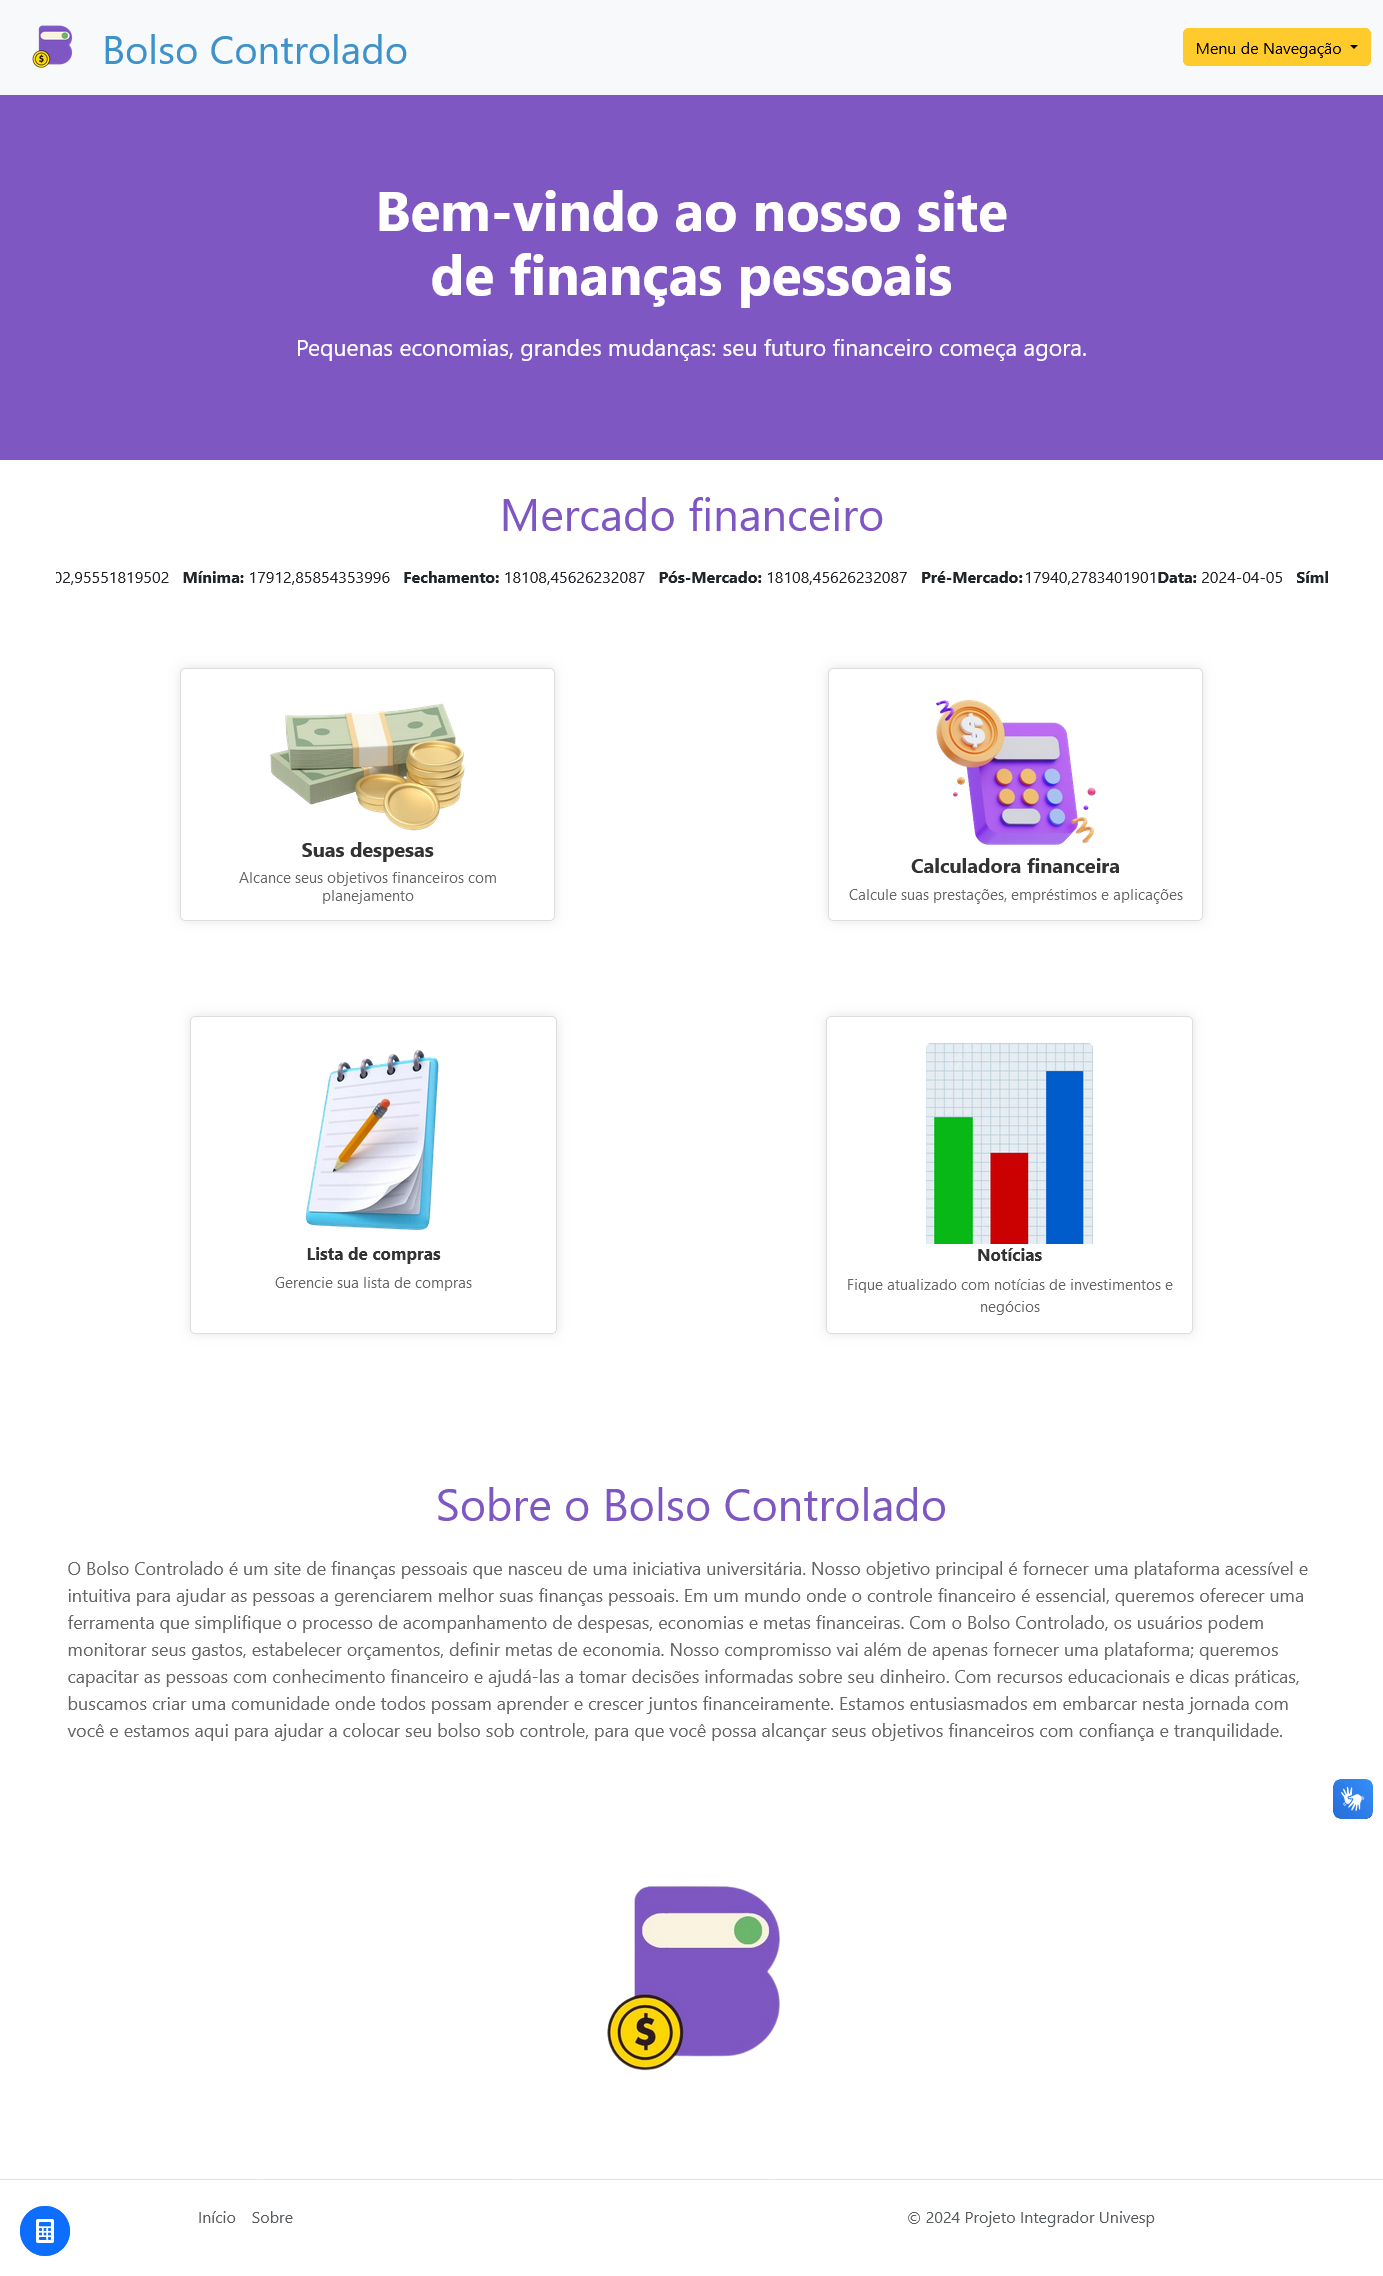 Bolso Controlado
Menu de Navegação
Bem-vindo ao nosso site
de finanças pessoais
Pequenas economias, grandes mudanças: seu futuro financeiro começa agora.
Mercado financeiro
02,95551819502 Mínima: 17912,85854353996 Fechamento: 18108,45626232087 Pós-Mercado: 18108,45626232087 Pré-Mercado:17940,2783401901Data: 2024-04-05
Suas despesas
Alcance seus objetivos financeiros com
planejamento
Calculadora financeira
Calcule suas prestações, empréstimos e aplicações
Lista de compras
Gerencie sua lista de compras
Notícias
Fique atualizado com notícias de investimentos e
negócios
Sobre o Bolso Controlado
O Bolso Controlado é um site de finanças pessoais que nasceu de uma iniciativa universitária. Nosso objetivo principal é fornecer uma plataforma acessível e
intuitiva para ajudar as pessoas a gerenciarem melhor suas finanças pessoais. Em um mundo onde o controle financeiro é essencial, queremos oferecer uma
ferramenta que simplifique o processo de acompanhamento de despesas, economias e metas financeiras. Com o Bolso Controlado, os usuários podem
monitorar seus gastos, estabelecer orçamentos, definir metas de economia. Nosso compromisso vai além de apenas fornecer uma plataforma; queremos
capacitar as pessoas com conhecimento financeiro e ajudá-las a tomar decisões informadas sobre seu dinheiro. Com recursos educacionais e dicas práticas,
buscamos criar uma comunidade onde todos possam aprender e crescer juntos financeiramente. Estamos entusiasmados em embarcar nesta jornada com
você e estamos aqui para ajudar a colocar seu bolso sob controle, para que você possa alcançar seus objetivos financeiros com confiança e tranquilidade.
$
Início Sobre
© 2024 Projeto Integrador Univesp